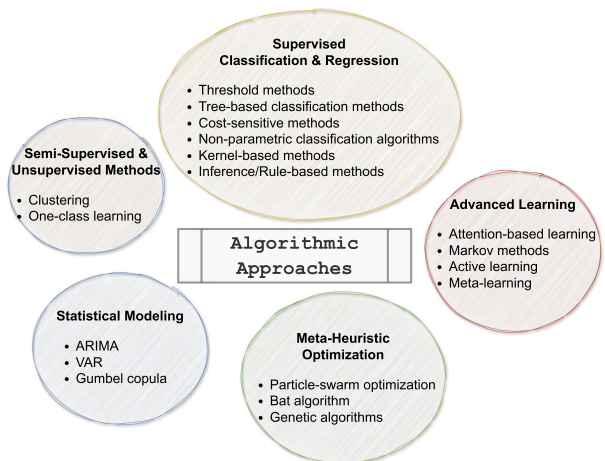 Supervised
Classification & Regression
• Threshold methods
• Tree-based classification methods
• Cost-sensitive methods
• Non-parametric classification algorithms
• Kernel-based methods
• Inference/Rule-based methods
Semi-Supervised &
Unsupervised Methods
• Clustering
• One-class learning
Advanced Learning
• Attention-based learning
• Markov methods
• Active learning
• Meta-learning
Algorithmic
Approaches
Statistical Modeling
• ARIMA
• VAR
• Gumbel copula
Meta-Heuristic
Optimization
• Particle-swarm optimization
• Bat algorithm
• Genetic algorithms